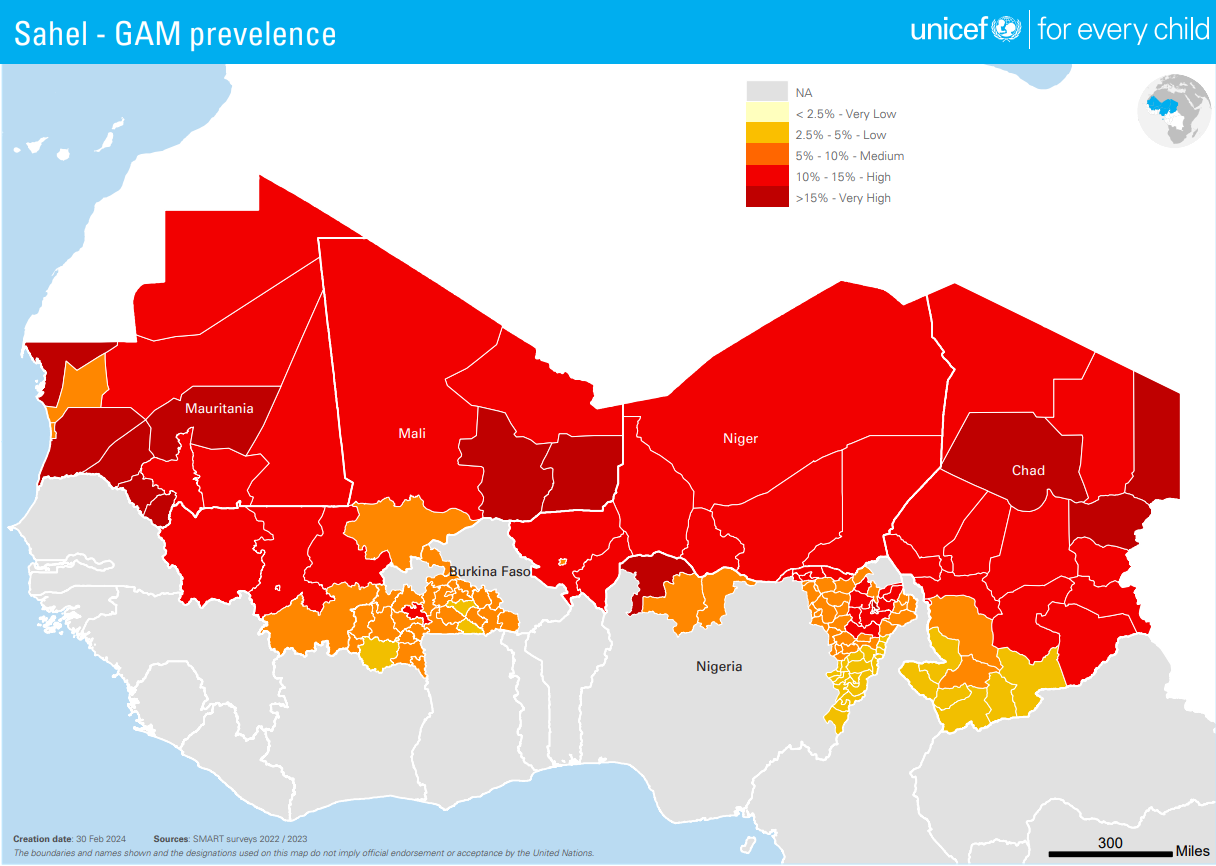 Sahel - GAM prevelence
unicef for every child
NA
< 2.5% - Very Low
2.5% - 5% - Low
5% - 10% - Medium
10% - 15% - High
>15% - Very High
Mauritania
Mali
Niger
Chad
Burkina Faso
Nigeria
Creation date: 30 Feb 2024 Sources: SMART surveys 2022 / 2023
The boundaries and names shown and the designations used on this map do not imply official endorsement or acceptance by the United Nations.
300
Miles